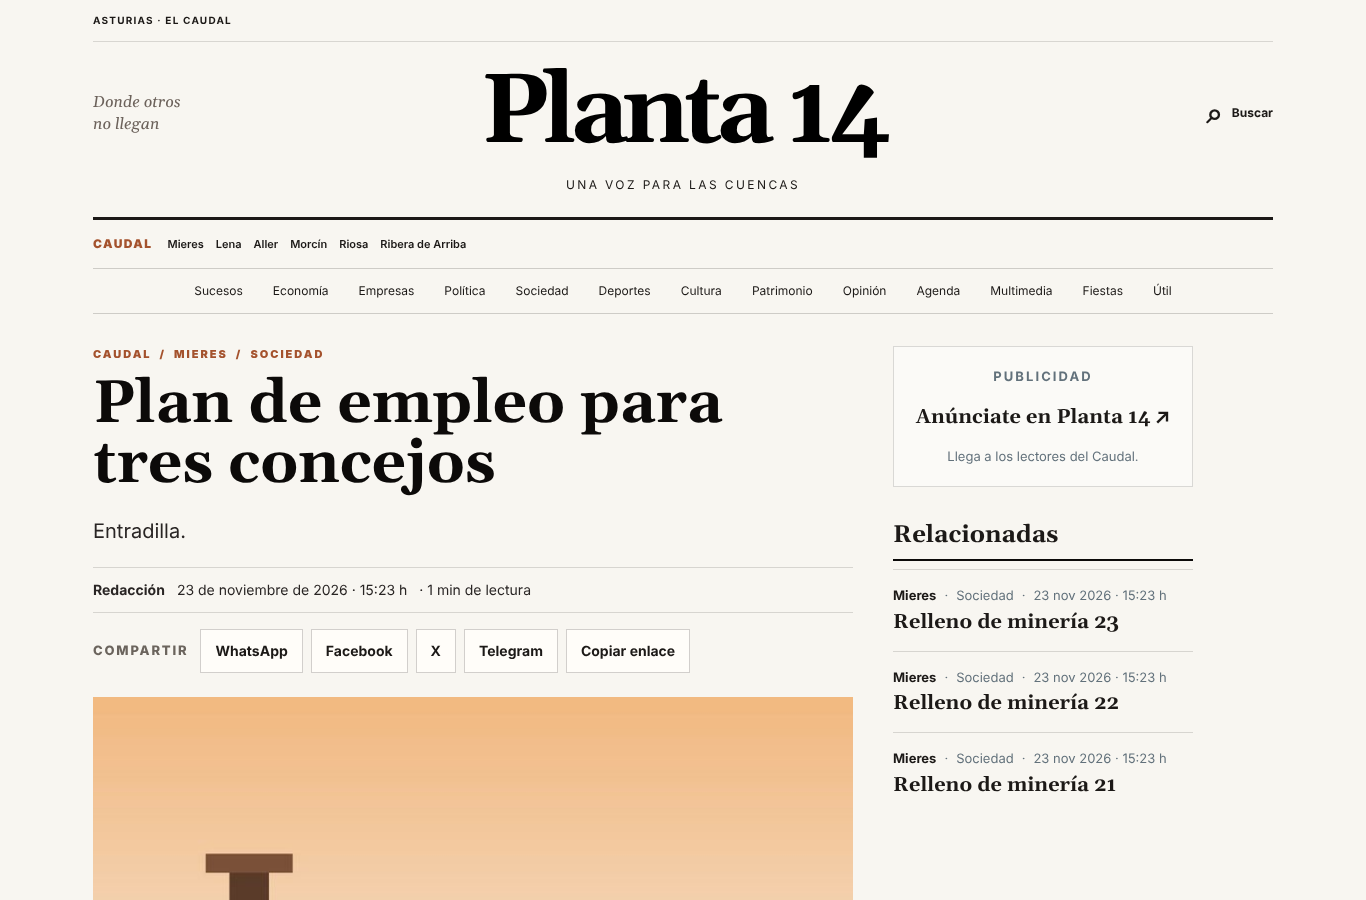 ASTURIAS · EL CAUDAL
Donde otros
no llegan
Planta 14
Buscar
UNA VOZ PARA LAS CUENCAS
CAUDAL Mieres Lena Aller Morcín Riosa Ribera de Arriba
Sucesos Economía Empresas Política Sociedad Deportes Cultura Patrimonio Opinión Agenda Multimedia Fiestas Útil
CAUDAL / MIERES / SOCIEDAD
Plan de empleo para
tres concejos
Entradilla.
Redacción 23 de noviembre de 2026 · 15:23 h · 1 min de lectura
COMPARTIR WhatsApp Facebook X Telegram Copiar enlace
PUBLICIDAD
Anúnciate en Planta 14 ↗
Llega a los lectores del Caudal.
Relacionadas
Mieres · Sociedad · 23 nov 2026 · 15:23 h
Relleno de minería 23
Mieres · Sociedad · 23 nov 2026 · 15:23 h
Relleno de minería 22
Mieres · Sociedad · 23 nov 2026 · 15:23 h
Relleno de minería 21